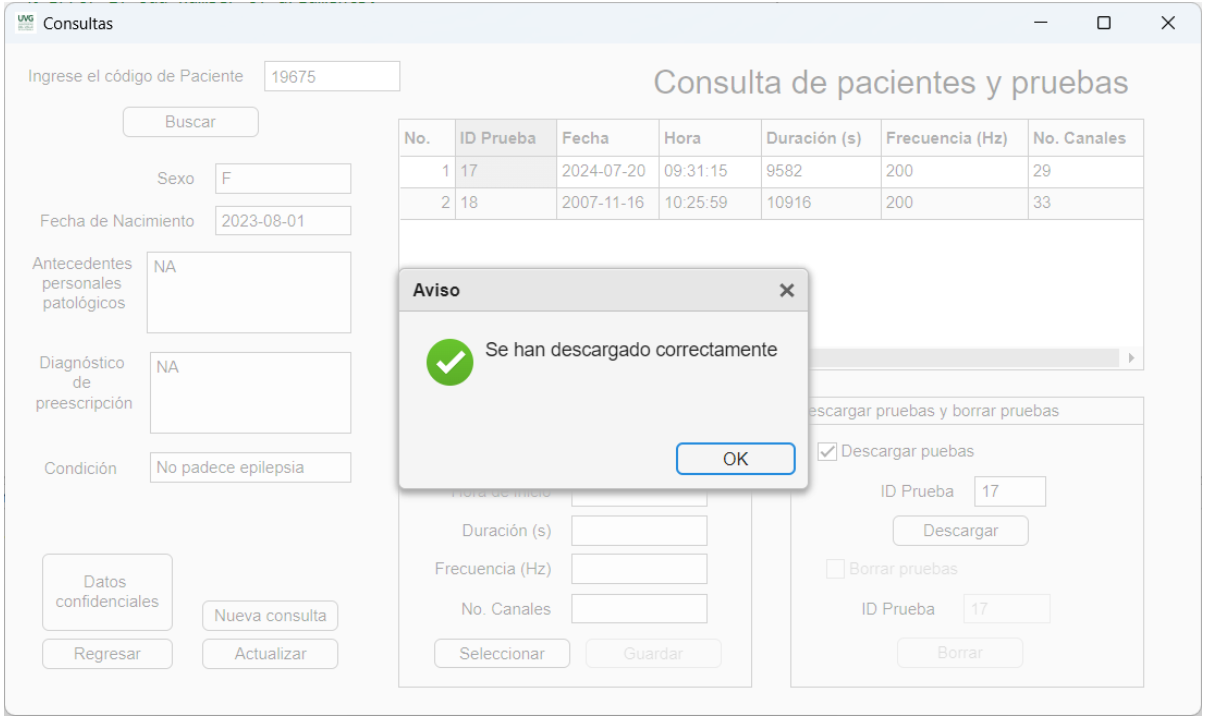 UVG
Consultas
Ingrese el código de Paciente 19675
Buscar
Consulta de pacientes y pruebas
No. ID Prueba Fecha Hora Duración (s) Frecuencia (Hz) No. Canales
1 17 2024-07-20 09:31:15 9582 200 29
2 18 2007-11-16 10:25:59 10916 200 33
Sexo F
Fecha de Nacimiento 2023-08-01
Antecedentes
personales
patológicos
NA
Diagnóstico
de
preescripción
NA
Condición No padece epilepsia
Aviso
Se han descargado correctamente
OK
Duración (s)
Frecuencia (Hz)
No. Canales
Seleccionar Guardar
escargar pruebas y borrar pruebas
Descargar puebas
ID Prueba 17
Descargar
Borrar pruebas
ID Prueba 17
Borrar
Datos
confidenciales
Nueva consulta
Regresar Actualizar